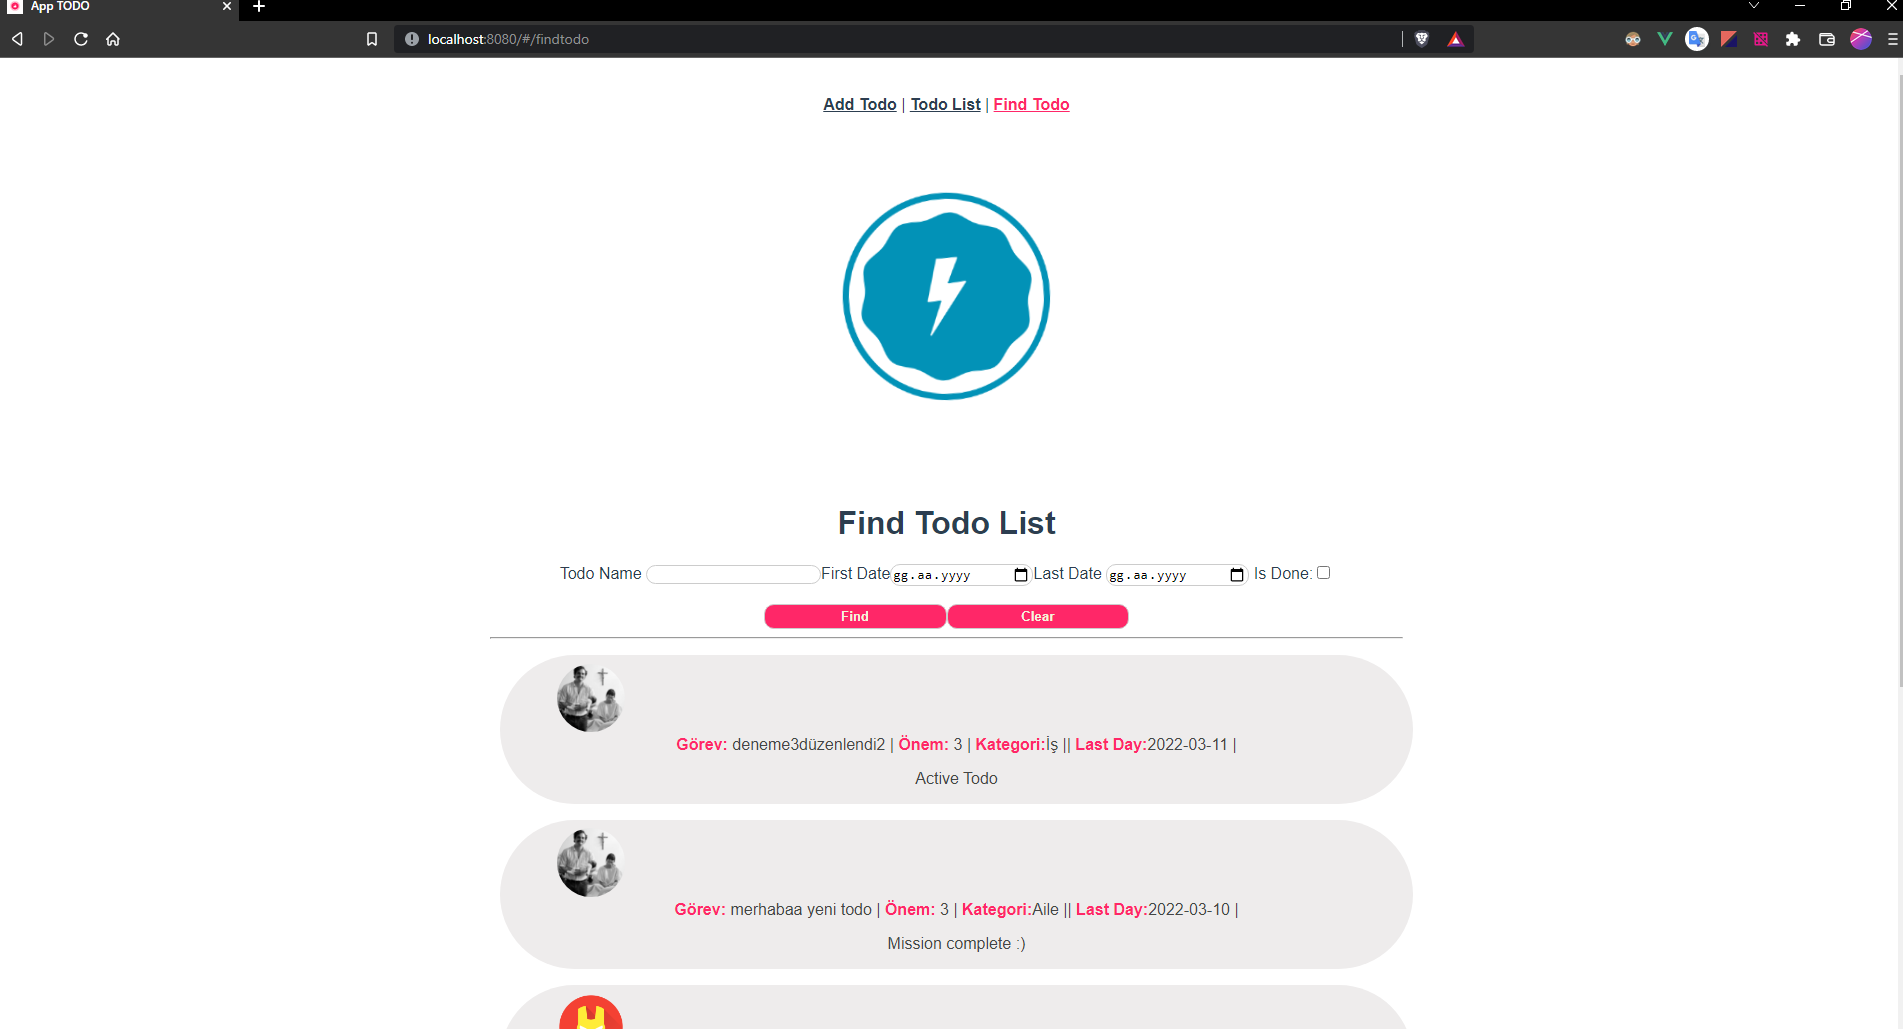 App TODO
localhost:8080/#/findtodo
Add Todo | Todo List | Find Todo
Find Todo List
Todo Name First Date gg.aa.yyyy Last Date gg.aa.yyyy Is Done:
Find Clear
Görev: deneme3düzenlendi2 | Önem: 3 | Kategori:İş || Last Day:2022-03-11 |
Active Todo
Görev: merhabaa yeni todo | Önem: 3 | Kategori:Aile || Last Day:2022-03-10 |
Mission complete :)